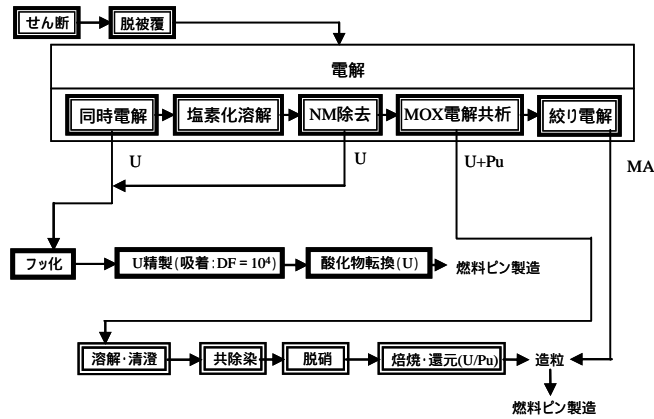 せん断
脱被覆
電解
同時電解
塩素化溶解
NM除去
MOX電解共析
絞り電解
U
U
U+Pu
MA
フッ化
U精製(吸着:DF = 10⁴)
酸化物転換(U)
燃料ピン製造
溶解・清澄
共除染
脱硝
焙焼・還元(U/Pu)
造粒
燃料ピン製造